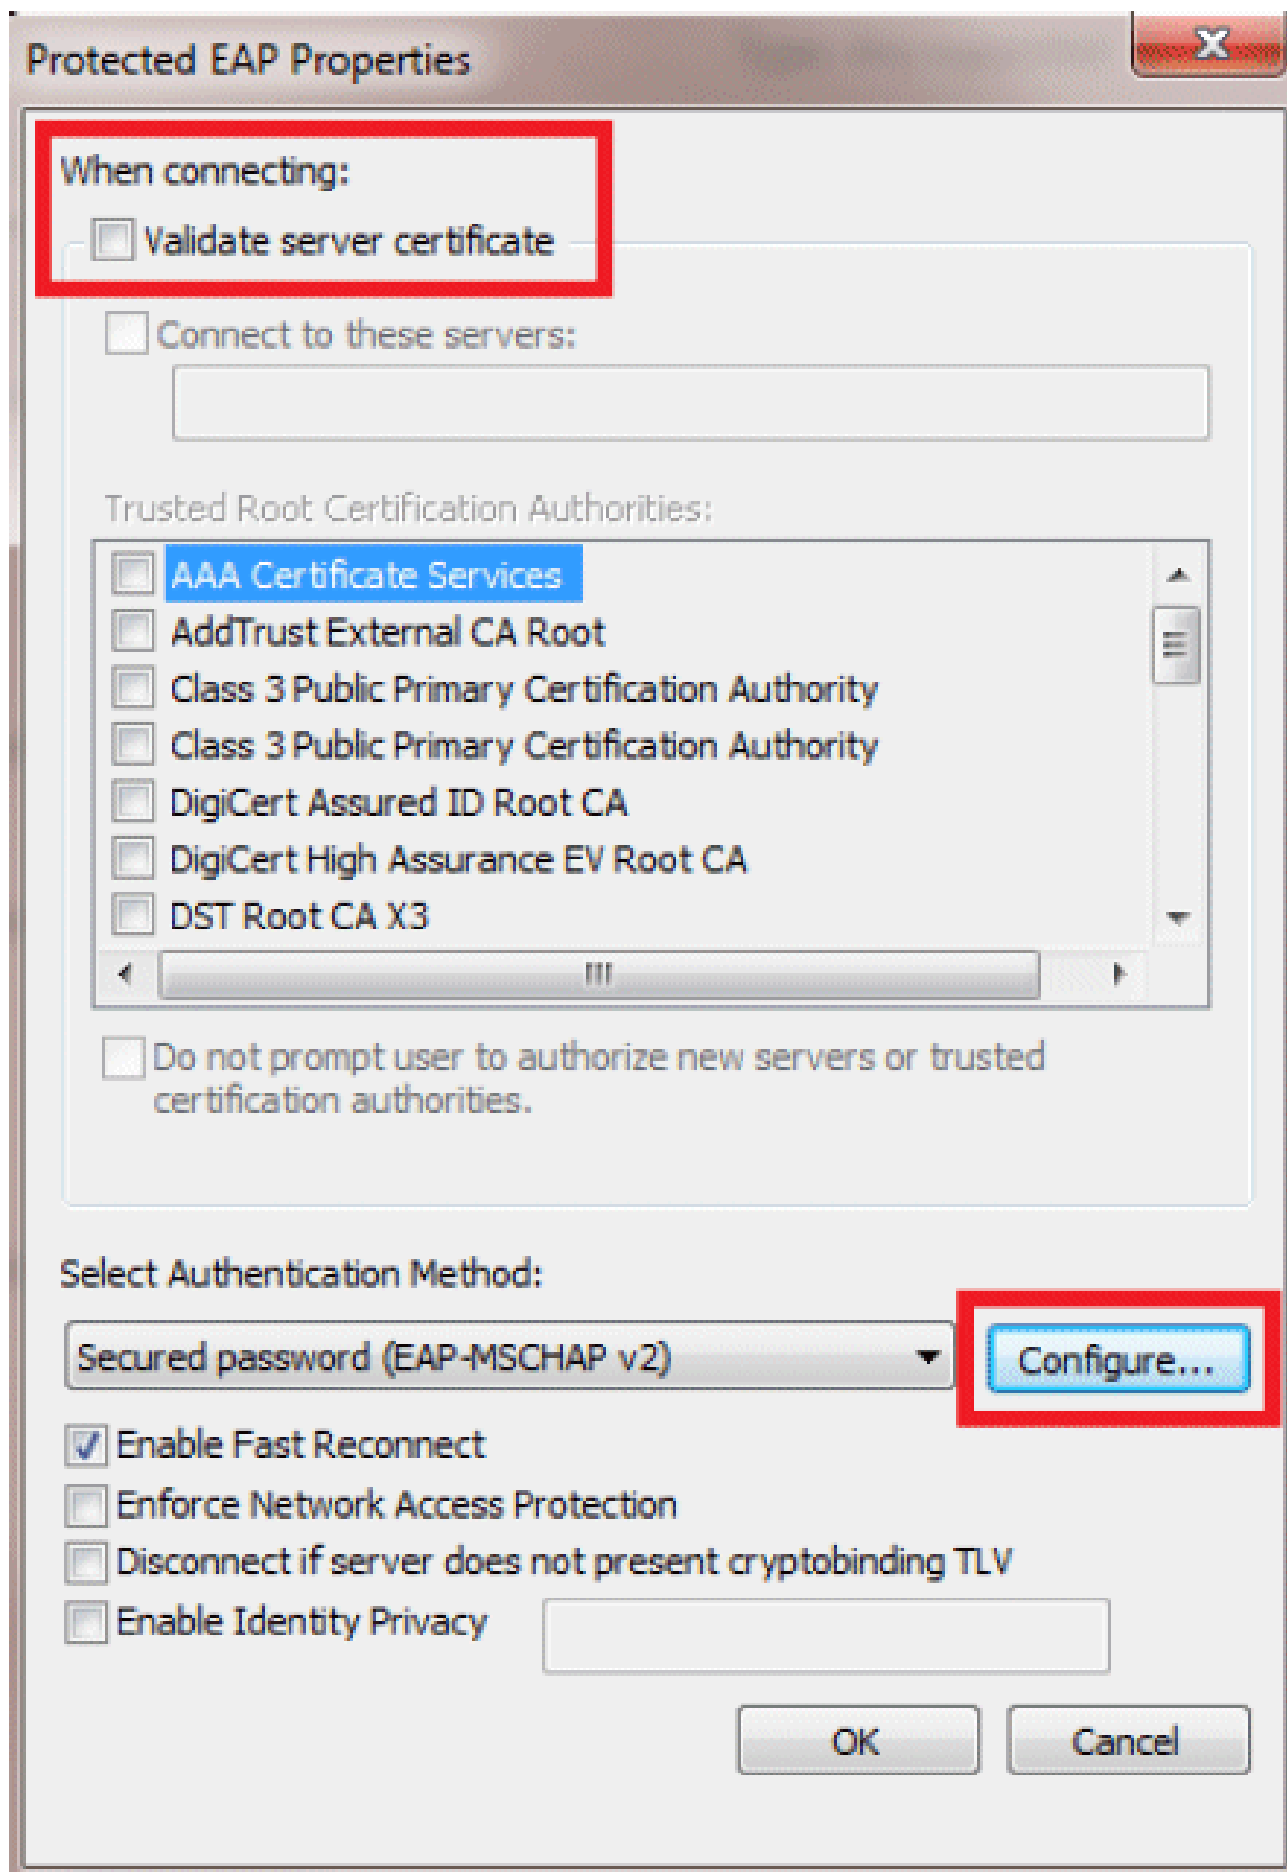 Protected EAP Properties
When connecting:
Validate server certificate
Connect to these servers:
Trusted Root Certification Authorities:
AAA Certificate Services
AddTrust External CA Root
Class 3 Public Primary Certification Authority
Class 3 Public Primary Certification Authority
DigiCert Assured ID Root CA
DigiCert High Assurance EV Root CA
DST Root CA X3
Do not prompt user to authorize new servers or trusted
certification authorities.
Select Authentication Method:
Secured password (EAP-MSCHAP v2)
Configure...
Enable Fast Reconnect
Enforce Network Access Protection
Disconnect if server does not present cryptobinding TLV
Enable Identity Privacy
OK
Cancel